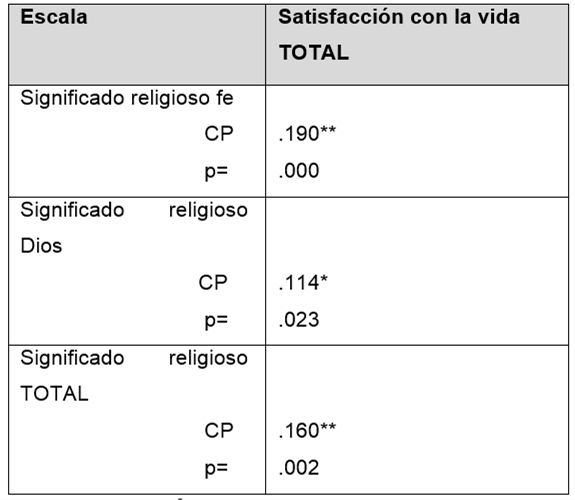 Escala Satisfacción con la vida
TOTAL
Significado religioso fe
CP .190**
p= .000
Significado religioso
Dios
CP .114*
p= .023
Significado religioso
TOTAL
CP .160**
p= .002